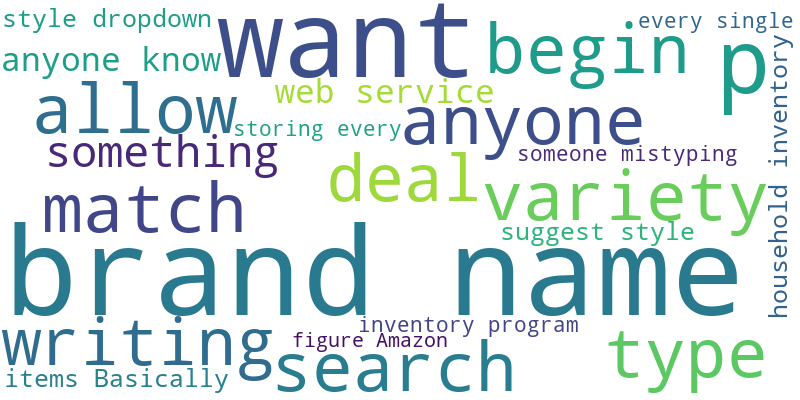 style dropdown
want
every single
anyone know
begin
p
web service
allow
storing every
anyone
something
someone mistyping
deal
match
variety
household inventory
suggest style
brand name
inventory program
writing
figure Amazon
search
type
items Basically